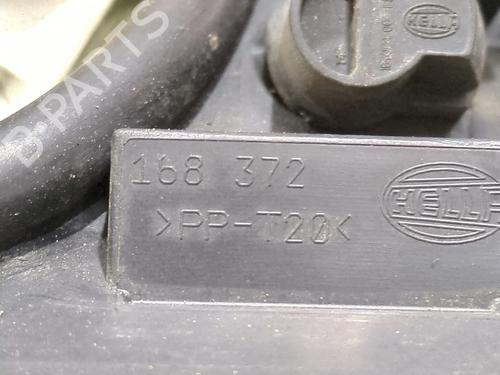 HELLA
168 372
HELLA
>PP-T20<
B-PARTS